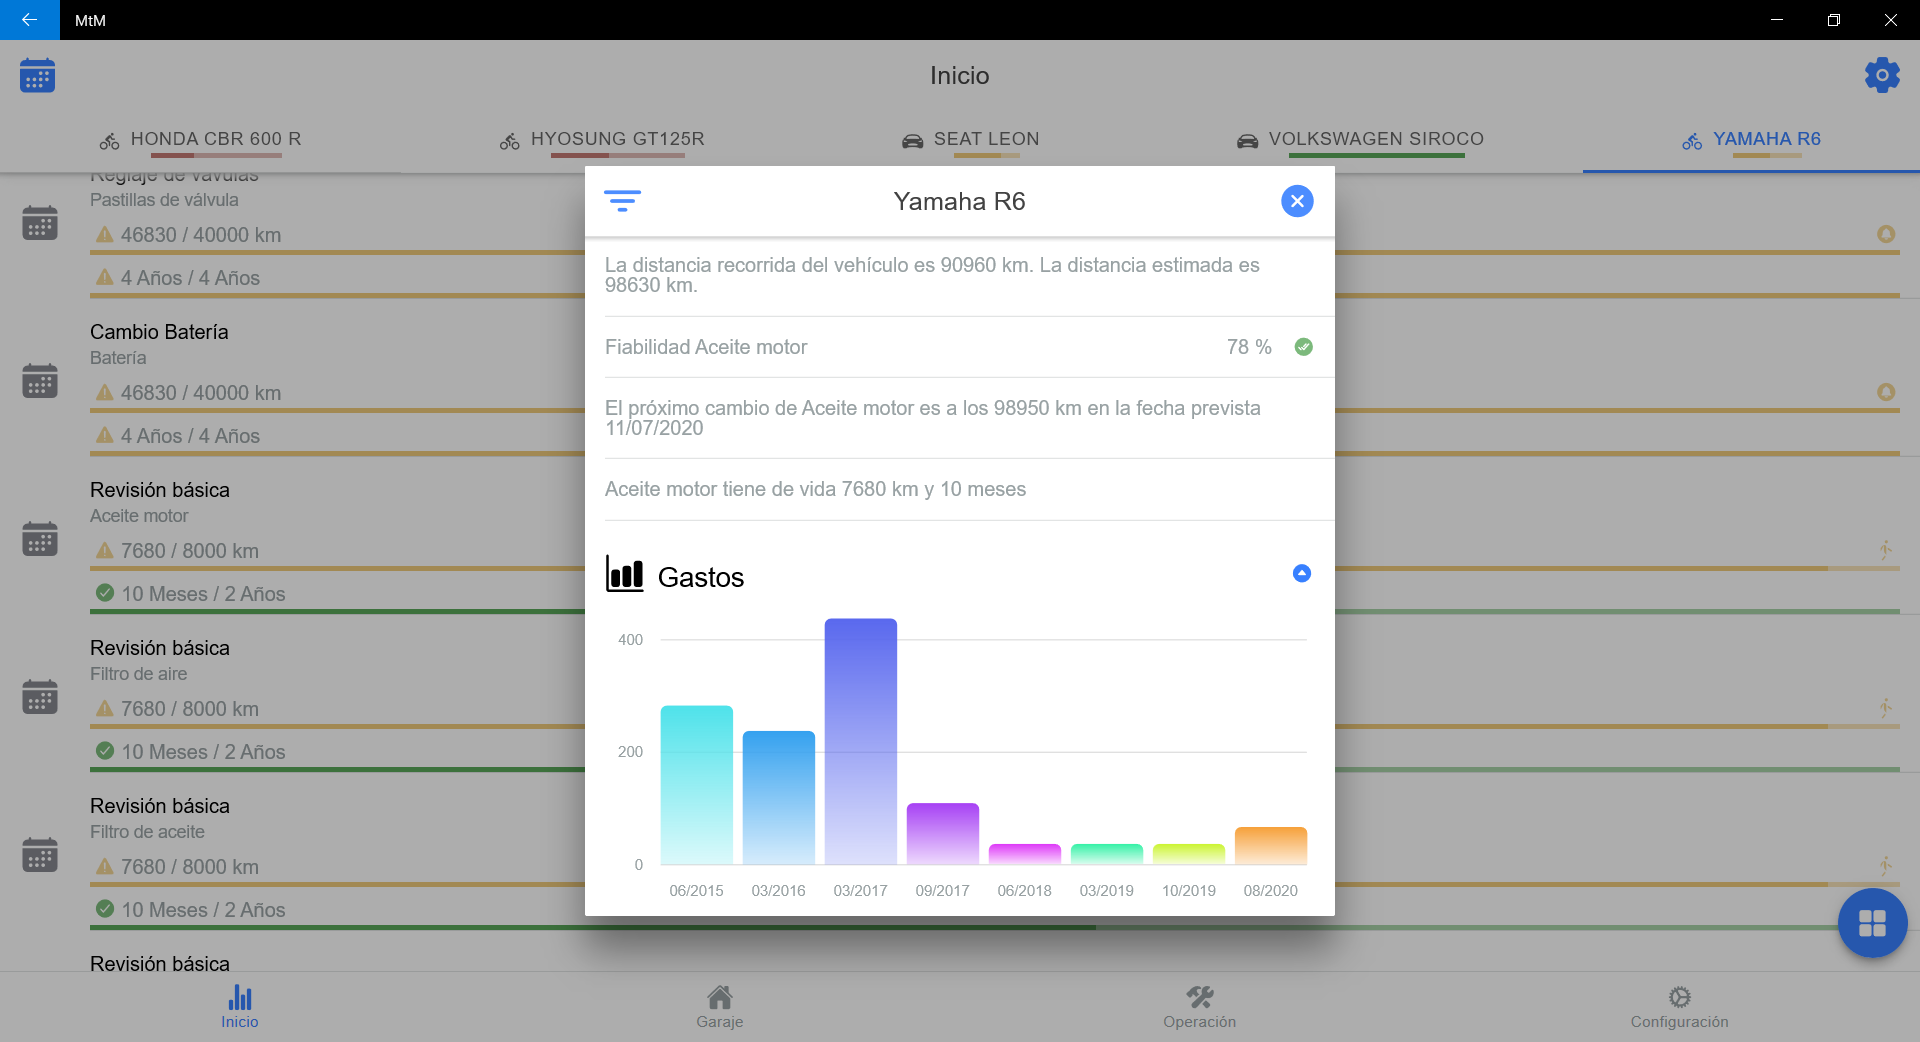 MtM
Inicio
HONDA CBR 600 R
HYOSUNG GT125R
SEAT LEON
VOLKSWAGEN SIROCO
YAMAHA R6
Reglaje de vávulas
Pastillas de válvula
46830 / 40000 km
4 Años / 4 Años
Cambio Batería
Batería
46830 / 40000 km
4 Años / 4 Años
Revisión básica
Aceite motor
7680 / 8000 km
10 Meses / 2 Años
Revisión básica
Filtro de aire
7680 / 8000 km
10 Meses / 2 Años
Revisión básica
Filtro de aceite
7680 / 8000 km
10 Meses / 2 Años
Revisión básica
Yamaha R6
La distancia recorrida del vehículo es 90960 km. La distancia estimada es
98630 km.
Fiabilidad Aceite motor
78 %
El próximo cambio de Aceite motor es a los 98950 km en la fecha prevista
11/07/2020
Aceite motor tiene de vida 7680 km y 10 meses
Gastos
400
200
0
06/2015
03/2016
03/2017
09/2017
06/2018
03/2019
10/2019
08/2020
Inicio
Garaje
Operación
Configuración